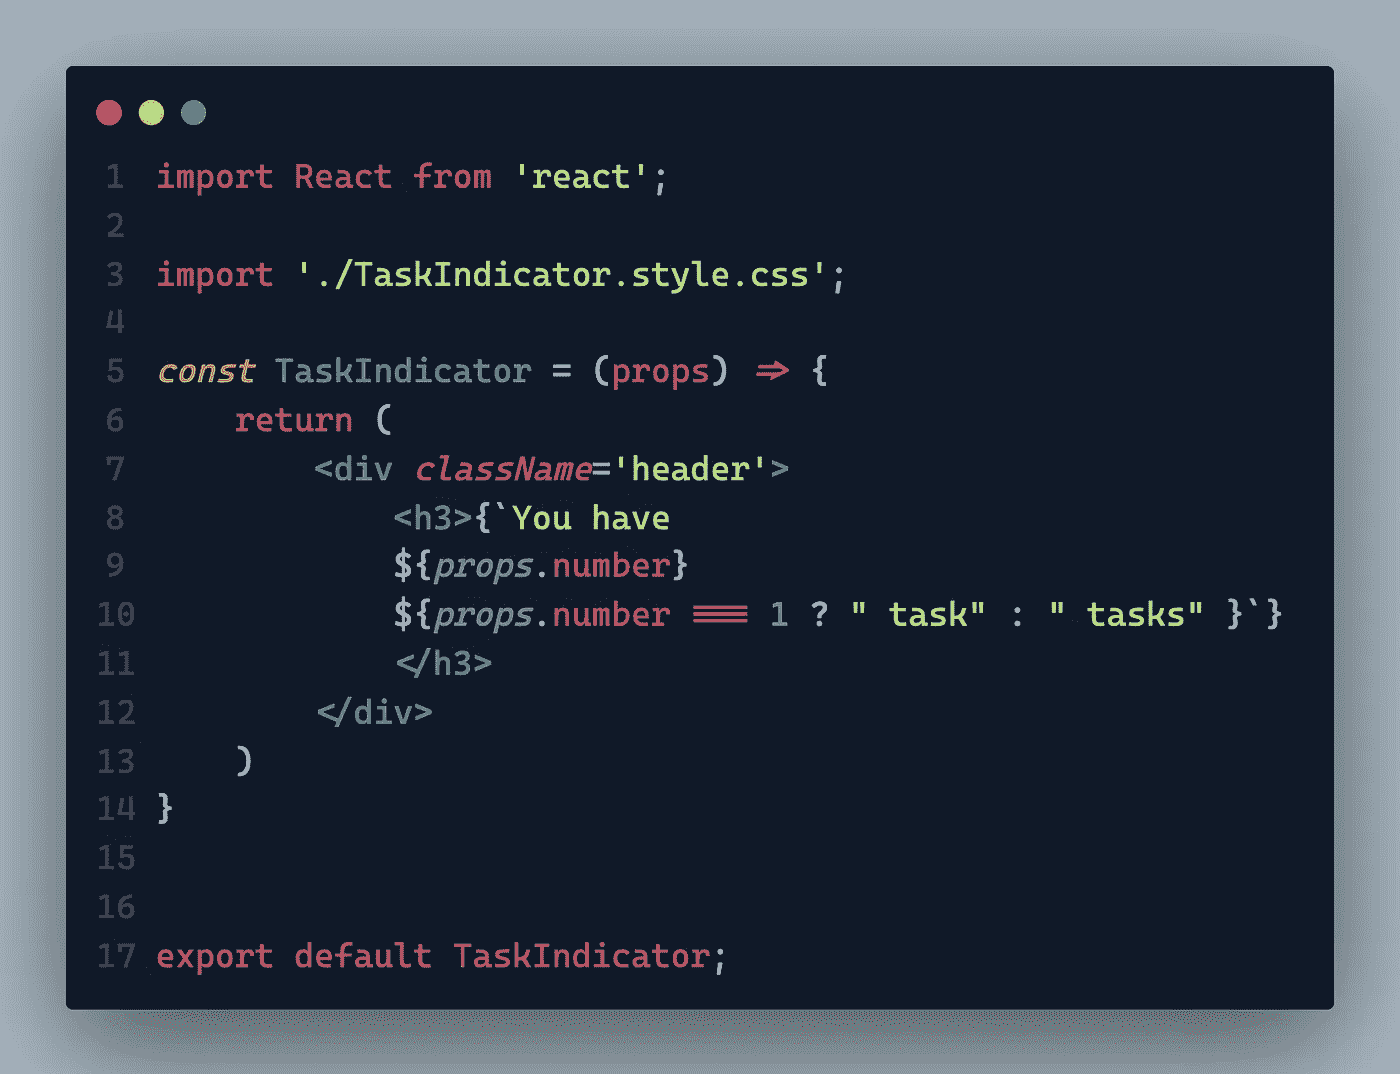 1 import React from 'react';
2
3 import './TaskIndicator.style.css';
4
5 const TaskIndicator = (props) => {
6     return (
7         <div className='header'>
8             <h3>{`You have
9             ${props.number}
10             ${props.number === 1 ? " task" : " tasks" }`}
11             </h3>
12         </div>
13     )
14 }
15
16
17 export default TaskIndicator;